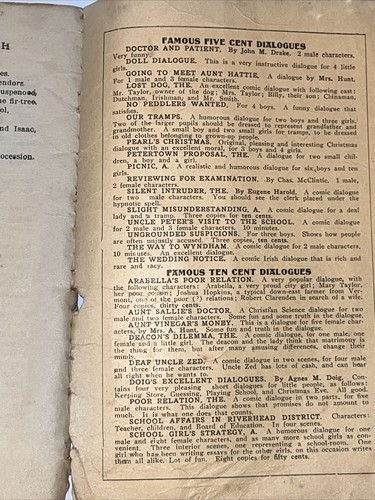 H
es.
endors
uspenoed,
e fir-tree.
ol.
nd Isaac,
occession.
FAMOUS FIVE CENT DIALOGUES
DOCTOR AND PATIENT. By John M. Drake. 2 male characters.
Very funny.
DOLL DIALOGUE. This is a very instructive dialogue for 4 little
girls.
GOING TO MEET AUNT HATTIE. A dialogue by Mrs. Hunt.
For 1 male and 3 female characters.
LOST DOG, THE. An excellent comic dialogue with following cast:
Mr. Taylor, owner of the dog; Mrs. Taylor; Billy, their son; Chinaman,
Dutchman, Irishman, and Mr. Smith.
NO PEDDLERS WANTED. For 4 boys. A funny dialogue that
satisfies.
OUR TRAMPS. A humorous dialogue for two boys and three girls.
Two of the larger pupils should be dressed to represent grandfather and
grandmother. A small boy and two small girls for tramps, to be dressed
in old clothes belonging to grown-up people.
PEARL'S CHRISTMAS. Original, pleasing and interesting Christmas
dialogue with an excellent moral, for 3 boys and 4 girls.
PETERTOWN PROPOSAL, THE. A dialogue for two small chil-
dren, a boy and a girl.
PICNIC, A. A realistic and humorous dialogue for six boys and ten
girls.
REVIEWING FOR EXAMINATION. By Chas. McClintic. 1 male,
2 female characters.
SILENT INTRUDER, THE. By Eugene Harold. A comic dialogue
for two male characters. You should see the clerk placed under the
hypnotic spell.
SLIGHT MISUNDERSTANDING, A. A comic dialogue for a deaf
lady and a tramp. Three copies for ten cents.
UNCLE PETER'S VISIT TO THE SCHOOL. A comic dialogue
for 2 male and 3 female characters. 10 minutes.
UNGROUNDED SUSPICIONS. For three boys. Shows how people
are often unjustly accused. Three copies, ten cents.
THE WAY TO WYNDHAM. A comic dialogue for 2 male characters,
10 minutes. An excellent dialogue.
THE WEDDING NOTICE. A comic Irish dialogue that is rich and
rare and racy.
FAMOUS TEN CENT DIALOGUES
ARABELLA'S POOR RELATION. A very popular dialogue, with
the following characters: Arabella, a very proud city girl; Mary Taylor,
her poor cousin; Joshua Hopkins, a typical down-east farmer from Ver-
mont, one of the poor (?) relations; Robert Clarenden in search of a wife.
Four copies, thirty cents.
AUNT SALLIE'S DOCTOR. A Christian Science dialogue for two
male and two female characters. Some fun and some truth in the dialogue.
AUNT VINEGAR'S MONEY. This is a dialogue for five female char-
acters, by Mrs. A. Hunt. Some fun and truth in the dialogue.
DEACON'S DILEMMA, THE. A comic dialogue, for one male, one
female and a little girl. The deacon and the lady think that matrimony is
the thing for them, but after many amusing differences, change their
minds.
DEAF UNCLE ZED. A comic dialogue in two scenes, for four male
and three female characters. Uncle Zed has lots of cash, and can hear
all right when he wants to.
DOIG'S EXCELLENT DIALOGUES. By Agnes M. Doig. Con-
tains four very pleasing short dialogues for little people, as follows:
Keeping Store, Guessing, Playing School, and Christmas Eve. All good.
POOR RELATION, THE. A comic dialogue in two parts, for five
male characters. This dialogue shows that promises do not amount to
much. It is what one does that counts.
SCHOOL AFFAIRS IN RIVERHEAD DISTRICT. Characters:
Teacher, children, and Board of Education. In four scenes.
SCHOOL GIRL'S STRATEGY, A. A humorous dialogue for one
male and eight female characters, and as many more school girls as con-
venient. Three interior scenes, one representing a school-room. One
girl who has been writing essays for the other girls, on this occasion writes
them all alike. Lot of fun. Eight copies for fifty cents.